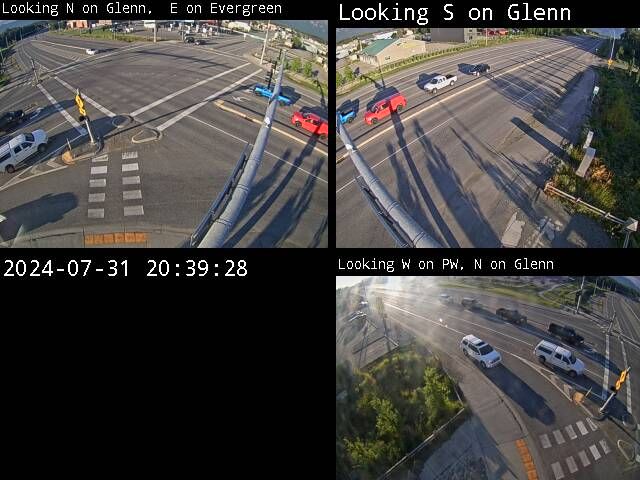 Looking N on Glenn, E on Evergreen
Looking S on Glenn
2024-07-31 20:39:28
Looking W on PW, N on Glenn